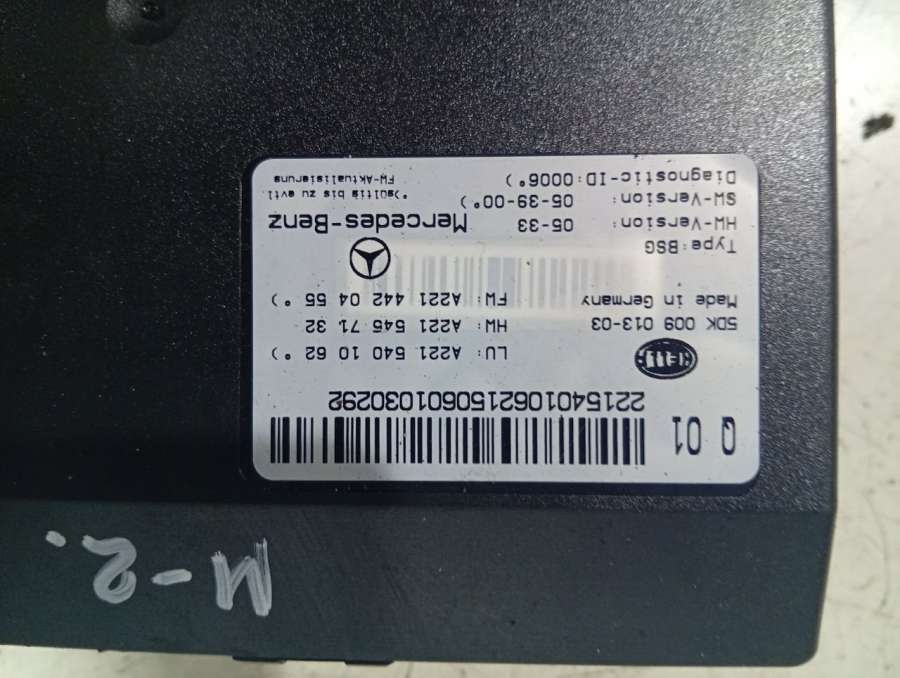 M-2.
Q 01
2215401062150601030292
HELLA
LU: A221 540 10 62 °)
5DK 009 013-03 HW: A221 545 71 32
Made in Germany FW: A221 442 04 55 °)
Type:BSG
HW-Version: 05-33 Mercedes-Benz
SW-Version: 05-39-00°)
Diagnostic-ID:0006°)
°)gültig bis zu evtl.
FW-Aktualisierung